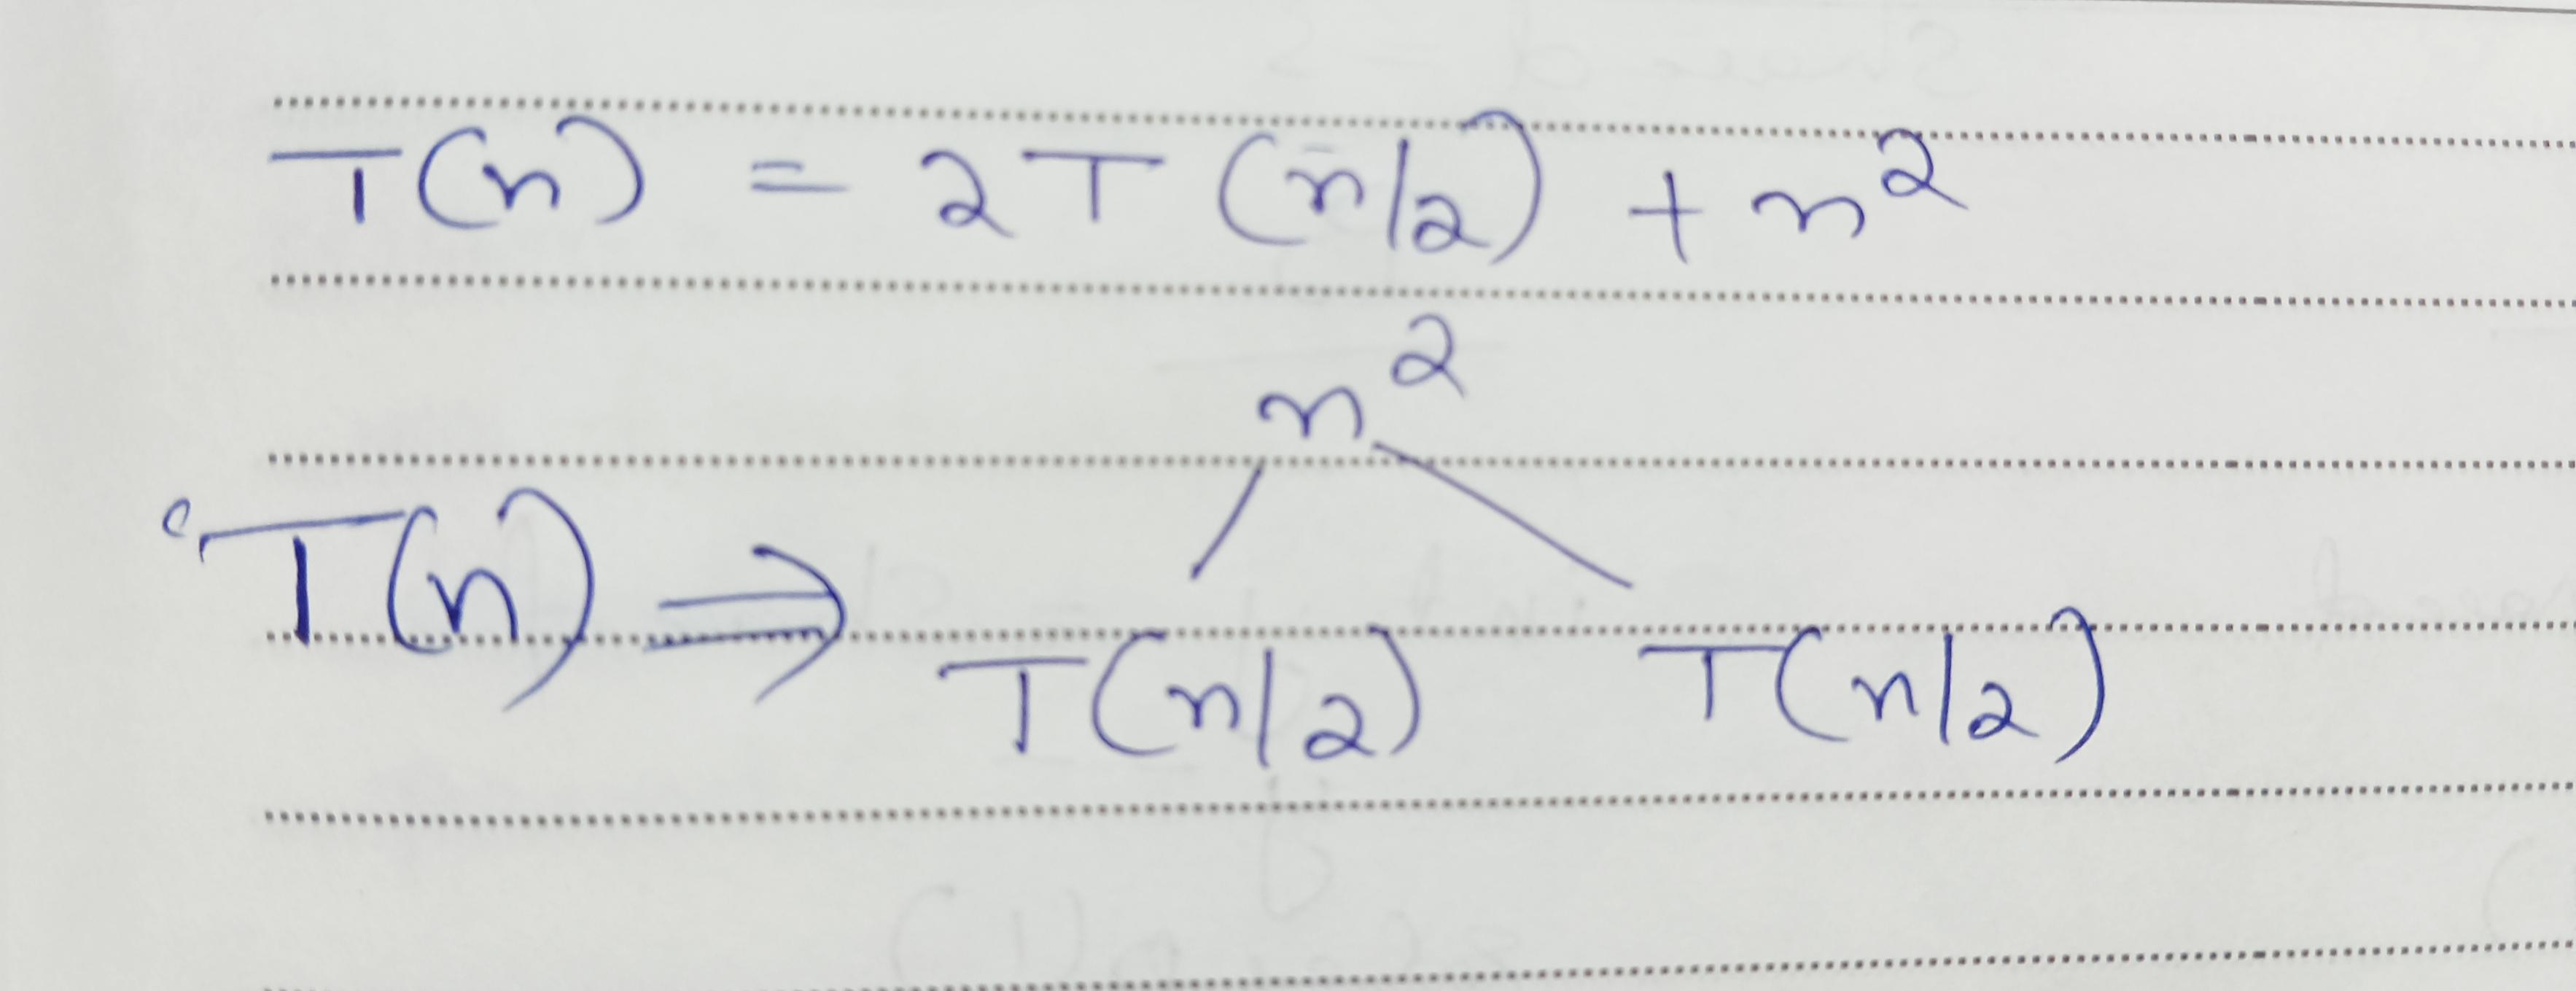 T(n) = 2T(n/2) + n²
n²
T(n) ⇒ T(n/2) T(n/2)